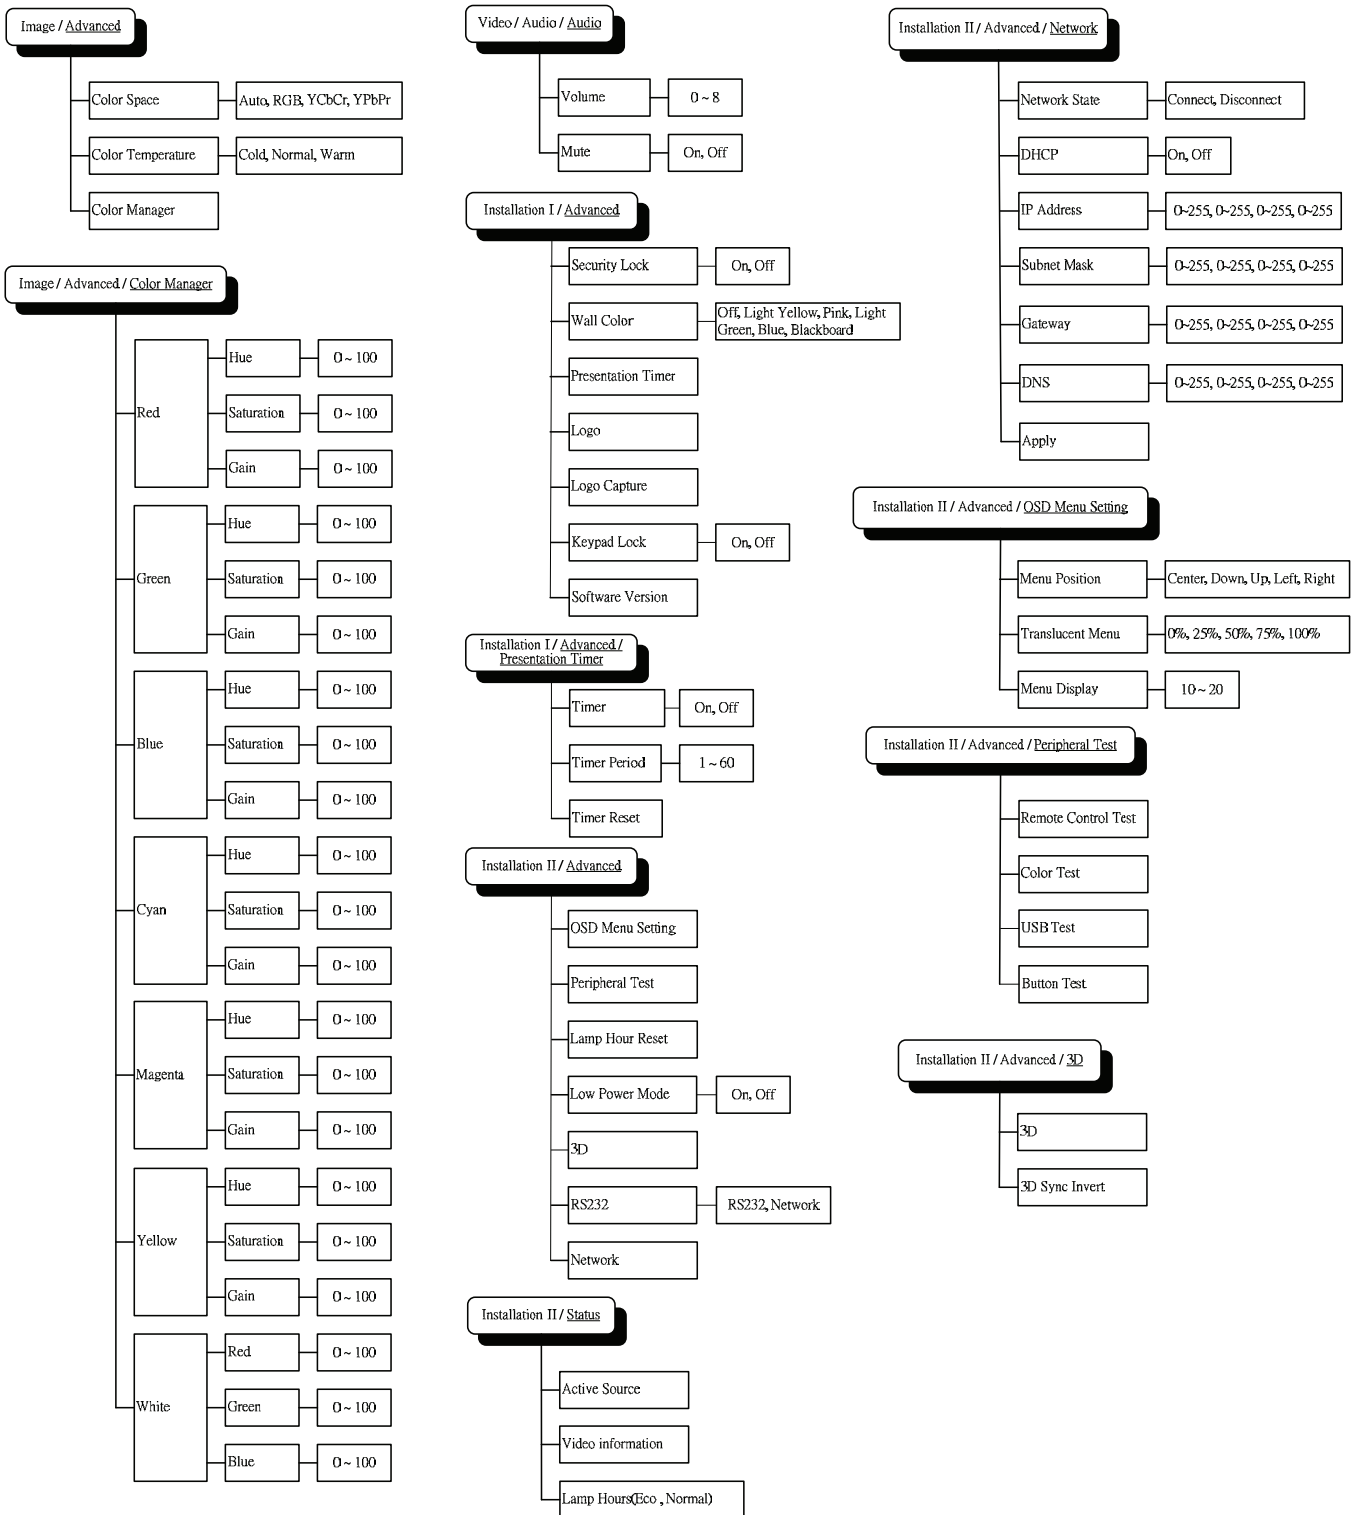 Image / Advanced
Color Space
Auto, RGB, YCbCr, YPbPr
Color Temperature
Cold, Normal, Warm
Color Manager
Image / Advanced / Color Manager
Red
Hue
0 ~ 100
Saturation
0 ~ 100
Gain
0 ~ 100
Green
Hue
0 ~ 100
Saturation
0 ~ 100
Gain
0 ~ 100
Blue
Hue
0 ~ 100
Saturation
0 ~ 100
Gain
0 ~ 100
Cyan
Hue
0 ~ 100
Saturation
0 ~ 100
Gain
0 ~ 100
Magenta
Hue
0 ~ 100
Saturation
0 ~ 100
Gain
0 ~ 100
Yellow
Hue
0 ~ 100
Saturation
0 ~ 100
Gain
0 ~ 100
White
Red
0 ~ 100
Green
0 ~ 100
Blue
0 ~ 100
Video / Audio / Audio
Volume
0 ~ 8
Mute
On, Off
Installation I / Advanced
Security Lock
On, Off
Wall Color
Off, Light Yellow, Pink, Light
Green, Blue, Blackboard
Presentation Timer
Logo
Logo Capture
Keypad Lock
On, Off
Software Version
Installation I / Advanced /
Presentation Timer
Timer
On, Off
Timer Period
1 ~ 60
Timer Reset
Installation II / Advanced
OSD Menu Setting
Peripheral Test
Lamp Hour Reset
Low Power Mode
On, Off
3D
RS232
RS232, Network
Network
Installation II / Status
Active Source
Video information
Lamp Hours(Eco , Normal)
Installation II / Advanced / Network
Network State
Connect, Disconnect
DHCP
On, Off
IP Address
0~255, 0~255, 0~255, 0~255
Subnet Mask
0~255, 0~255, 0~255, 0~255
Gateway
0~255, 0~255, 0~255, 0~255
DNS
0~255, 0~255, 0~255, 0~255
Apply
Installation II / Advanced / OSD Menu Setting
Menu Position
Center, Down, Up, Left, Right
Translucent Menu
0%, 25%, 50%, 75%, 100%
Menu Display
10 ~ 20
Installation II / Advanced / Peripheral Test
Remote Control Test
Color Test
USB Test
Button Test
Installation II / Advanced / 3D
3D
3D Sync Invert